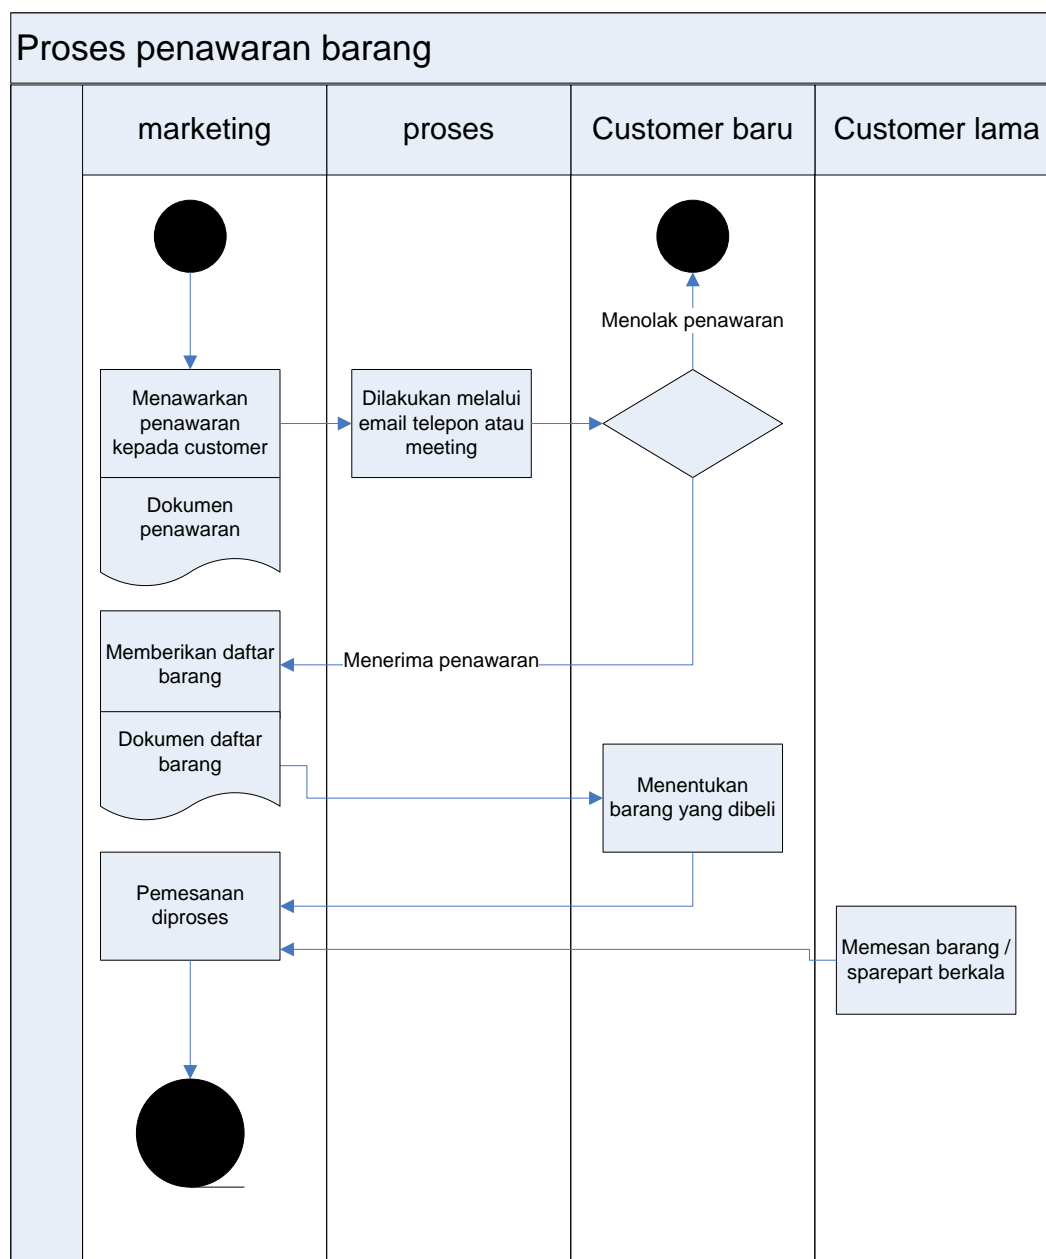 Proses penawaran barang
marketing
proses
Customer baru
Customer lama
Menolak penawaran
Menawarkan
penawaran
kepada customer
Dilakukan melalui
email telepon atau
meeting
Dokumen
penawaran
Memberikan daftar
barang
Menerima penawaran
Dokumen daftar
barang
Menentukan
barang yang dibeli
Pemesanan
diproses
Memesan barang /
sparepart berkala